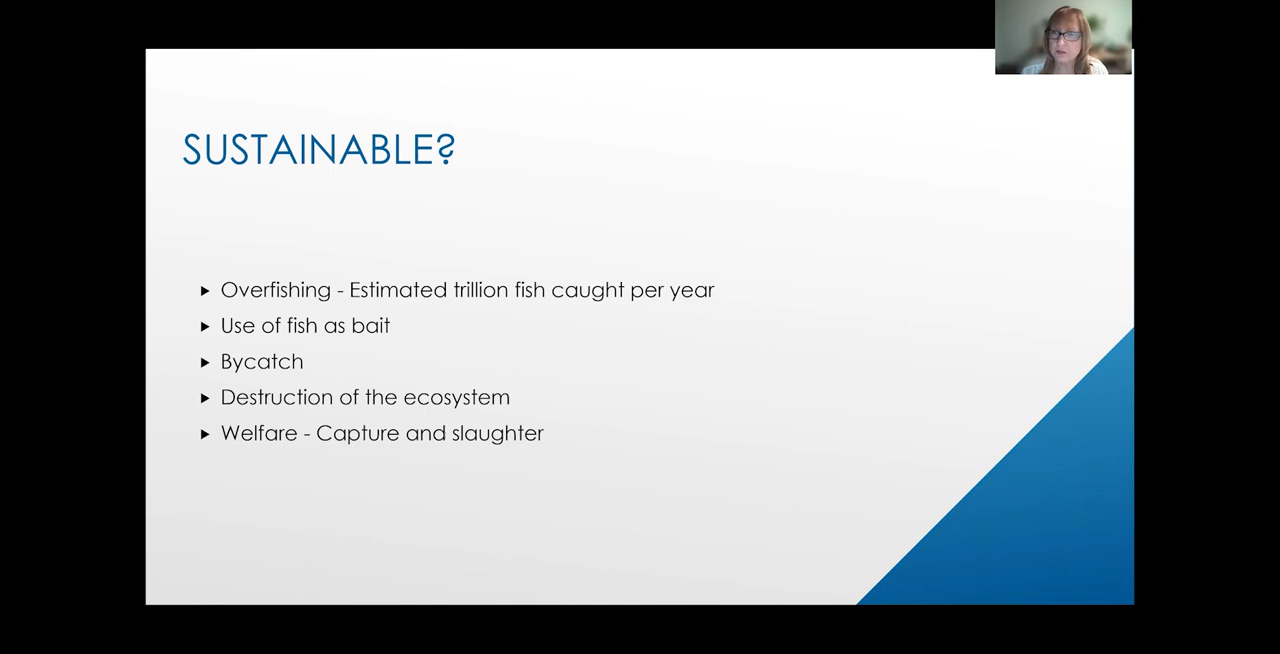 SUSTAINABLE?
Overfishing - Estimated trillion fish caught per year
Use of fish as bait
Bycatch
Destruction of the ecosystem
Welfare - Capture and slaughter